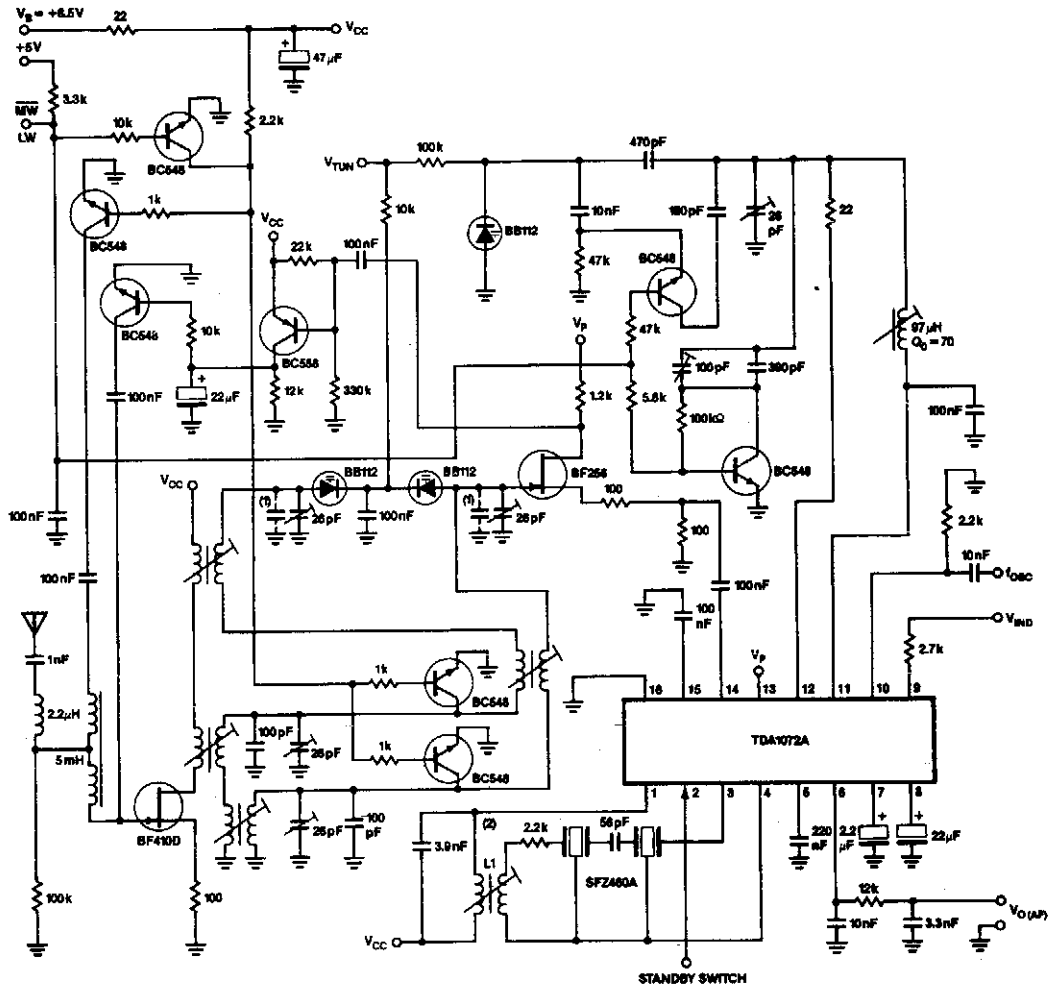 V_B = +8.5V
22
V_CC
+5V
47µF
3.3k
MW
LW
10k
BC548
2.2k
V_TUN
100k
470pF
10k
1k
BC548
V_CC
22k
100nF
10nF
BB112
180pF
26 pF
22
47k
BC548
BC548
10k
BC558
V_P
47k
97µH
Q_0 = 70
100nF
22µF
12k
330k
1.2k
100pF
390pF
5.6k
100kΩ
100nF
V_CC
BB112
BB112
BF256
BC548
(1)
26pF
100nF
(1)
26pF
100
100
2.2k
100nF
100nF
100nF
10nF
f_OSC
100 nF
V_IND
1nF
2.7k
1k
BC548
V_P
16
15
14
13
12
11
10
9
2.2µH
5mH
100pF
26pF
1k
BC548
TDA1072A
BF410D
26pF
100 pF
1
2
3
4
5
6
7
8
(2)
3.9nF
L1
2.2k
56pF
SFZ460A
220 nF
2.2 µF
22µF
100k
100
V_CC
12k
10nF
3.3nF
V_O (AF)
STANDBY SWITCH